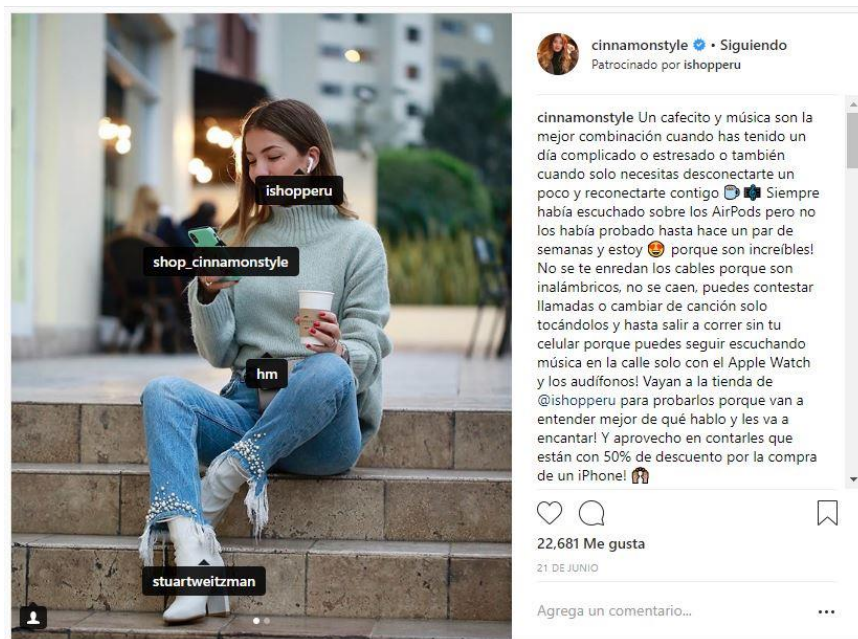 cinnamonstyle • Siguiendo
Patrocinado por ishopperu
cinnamonstyle Un cafecito y música son la
mejor combinación cuando has tenido un
día complicado o estresado o también
cuando solo necesitas desconectarte un
poco y reconectarte contigo Siempre
había escuchado sobre los AirPods pero no
los había probado hasta hace un par de
semanas y estoy porque son increíbles!
No se te enredan los cables porque son
inalámbricos, no se caen, puedes contestar
llamadas o cambiar de canción solo
tocándolos y hasta salir a correr sin tu
celular porque puedes seguir escuchando
música en la calle solo con el Apple Watch
y los audífonos! Vayan a la tienda de
@ishopperu para probarlos porque van a
entender mejor de qué hablo y les va a
encantar! Y aprovecho en contarles que
están con 50% de descuento por la compra
de un iPhone!
22,681 Me gusta
21 DE JUNIO
Agrega un comentario...
ishopperu
shop_cinnamonstyle
hm
stuartweitzman